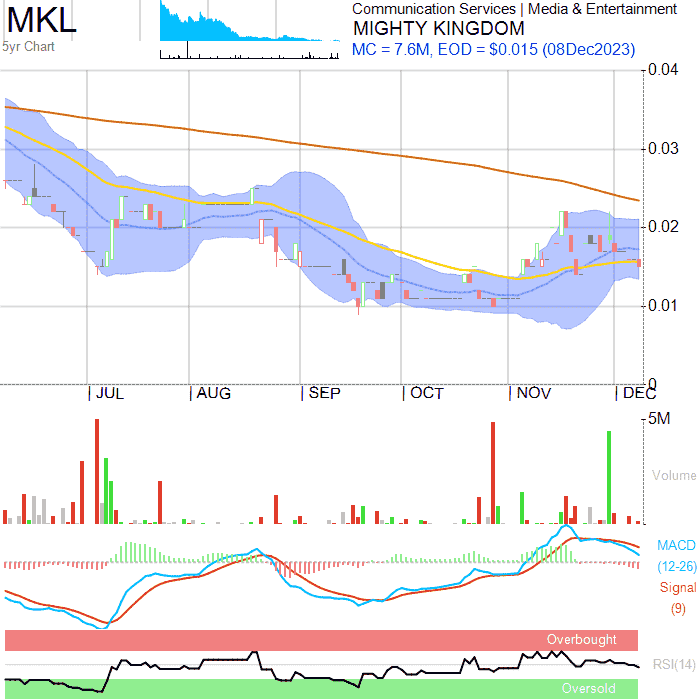 MKL
5yr Chart
Communication Services | Media & Entertainment
MIGHTY KINGDOM
MC = 7.6M, EOD = $0.015 (08Dec2023)
0.04
0.03
0.02
0.01
0
JUL AUG SEP OCT NOV DEC
5M
Volume
MACD
(12-26)
Signal
(9)
Overbought
RSI(14)
Oversold